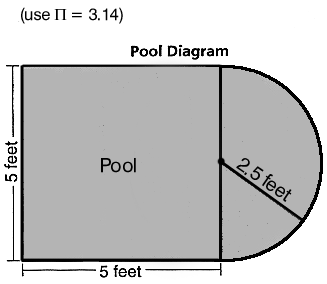 (use Π = 3.14)
Pool Diagram
5 feet
Pool
2.5 feet
5 feet